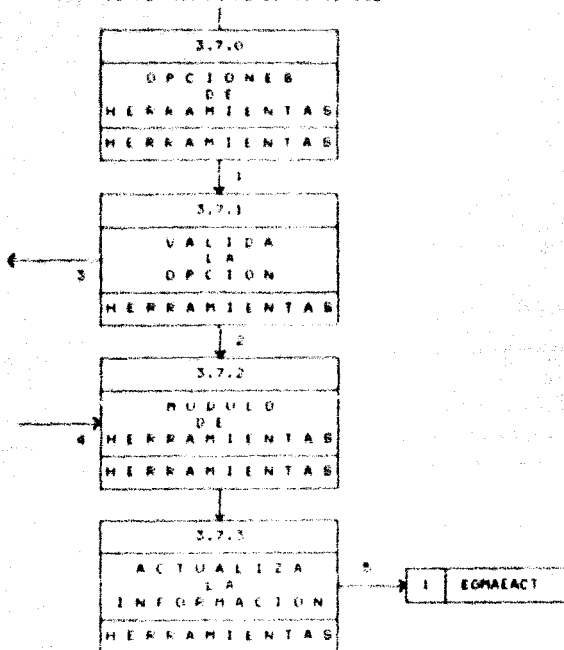 3.7.0
OPCIONES
DE
HERRAMIENTAS
HERRAMIENTAS
1
3.7.1
VALIDA
LA
OPCION
3
HERRAMIENTAS
2
3.7.2
MODULO
DE
4
HERRAMIENTAS
HERRAMIENTAS
3.7.3
ACTUALIZA
LA
INFORMACION
HERRAMIENTAS
1 EGMAEACT